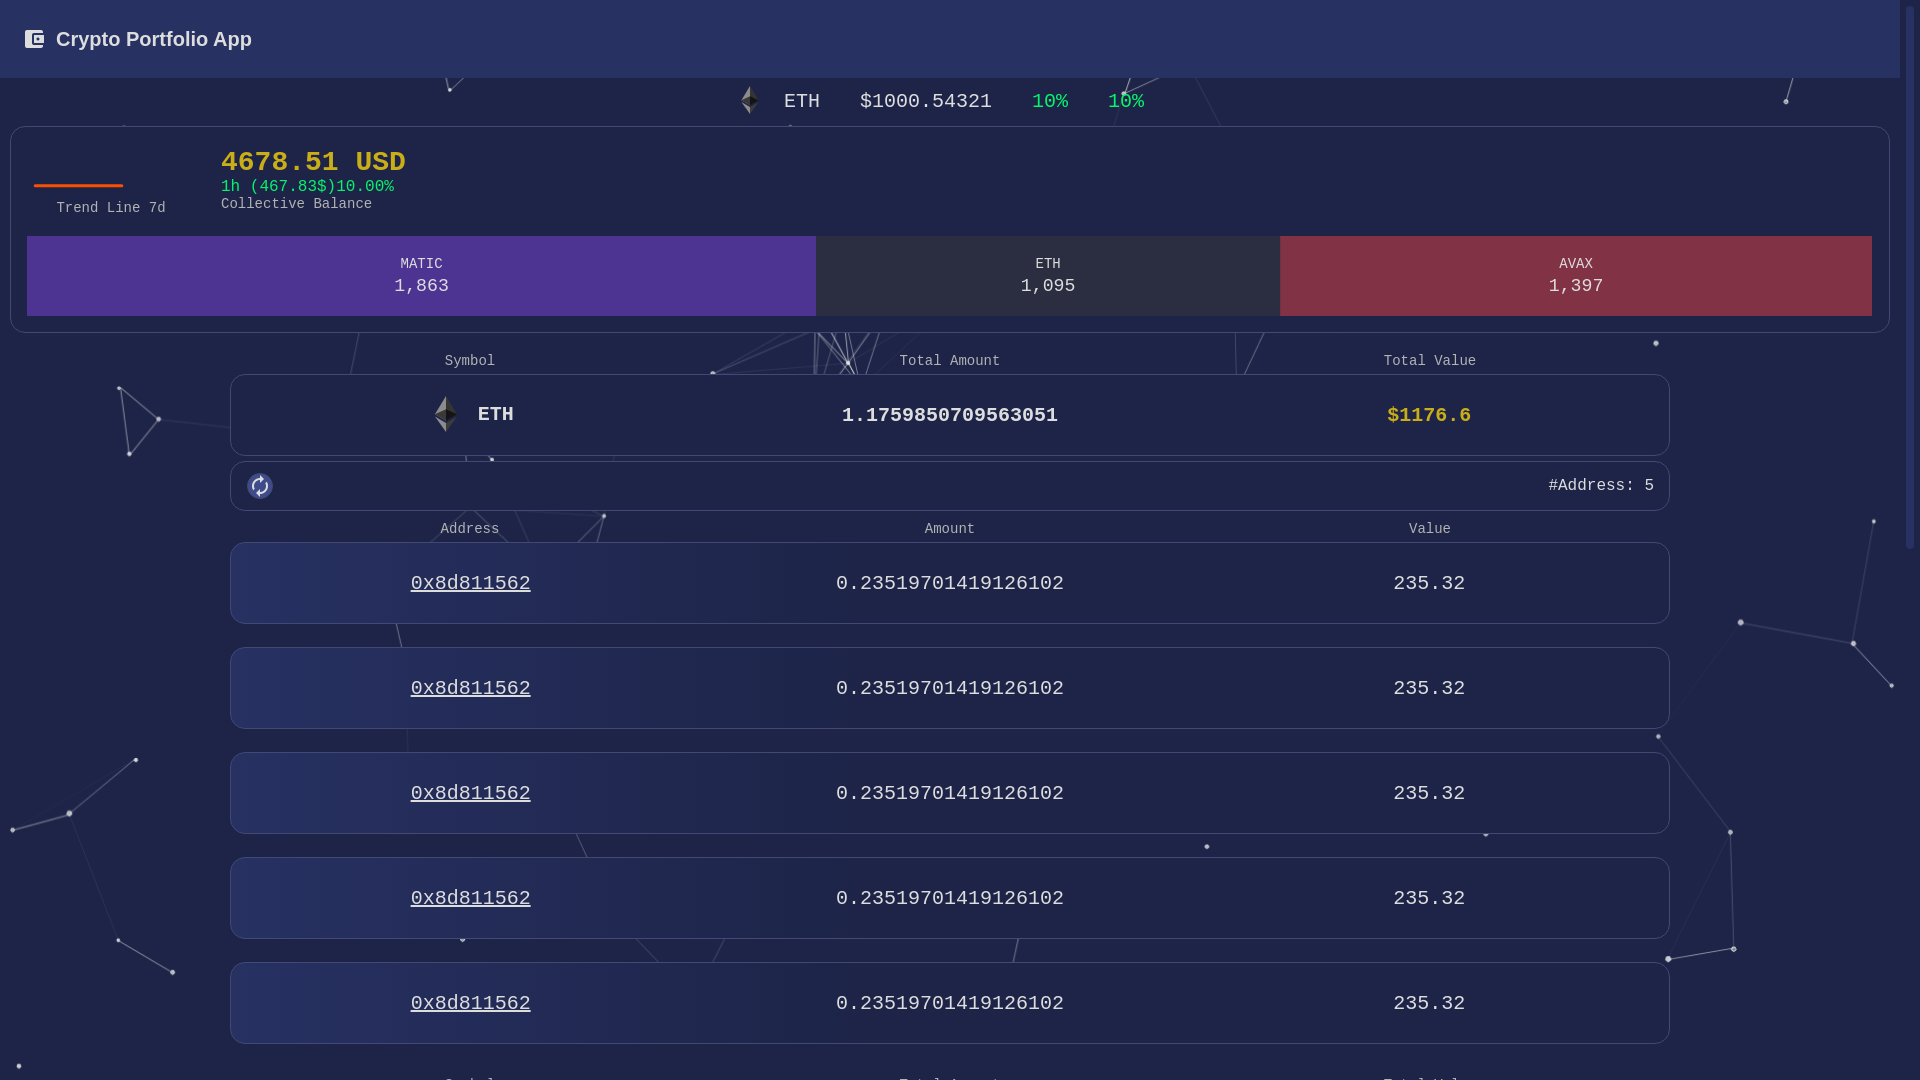 Crypto Portfolio App
ETH $1000.54321 10% 10%
4678.51 USD
1h (467.83$)10.00%
Collective Balance
Trend Line 7d
MATIC ETH AVAX
1,863 1,095 1,397
Symbol Total Amount Total Value
ETH 1.1759850709563051 $1176.6
#Address: 5
Address Amount Value
0x8d811562 0.23519701419126102 235.32
0x8d811562 0.23519701419126102 235.32
0x8d811562 0.23519701419126102 235.32
0x8d811562 0.23519701419126102 235.32
0x8d811562 0.23519701419126102 235.32